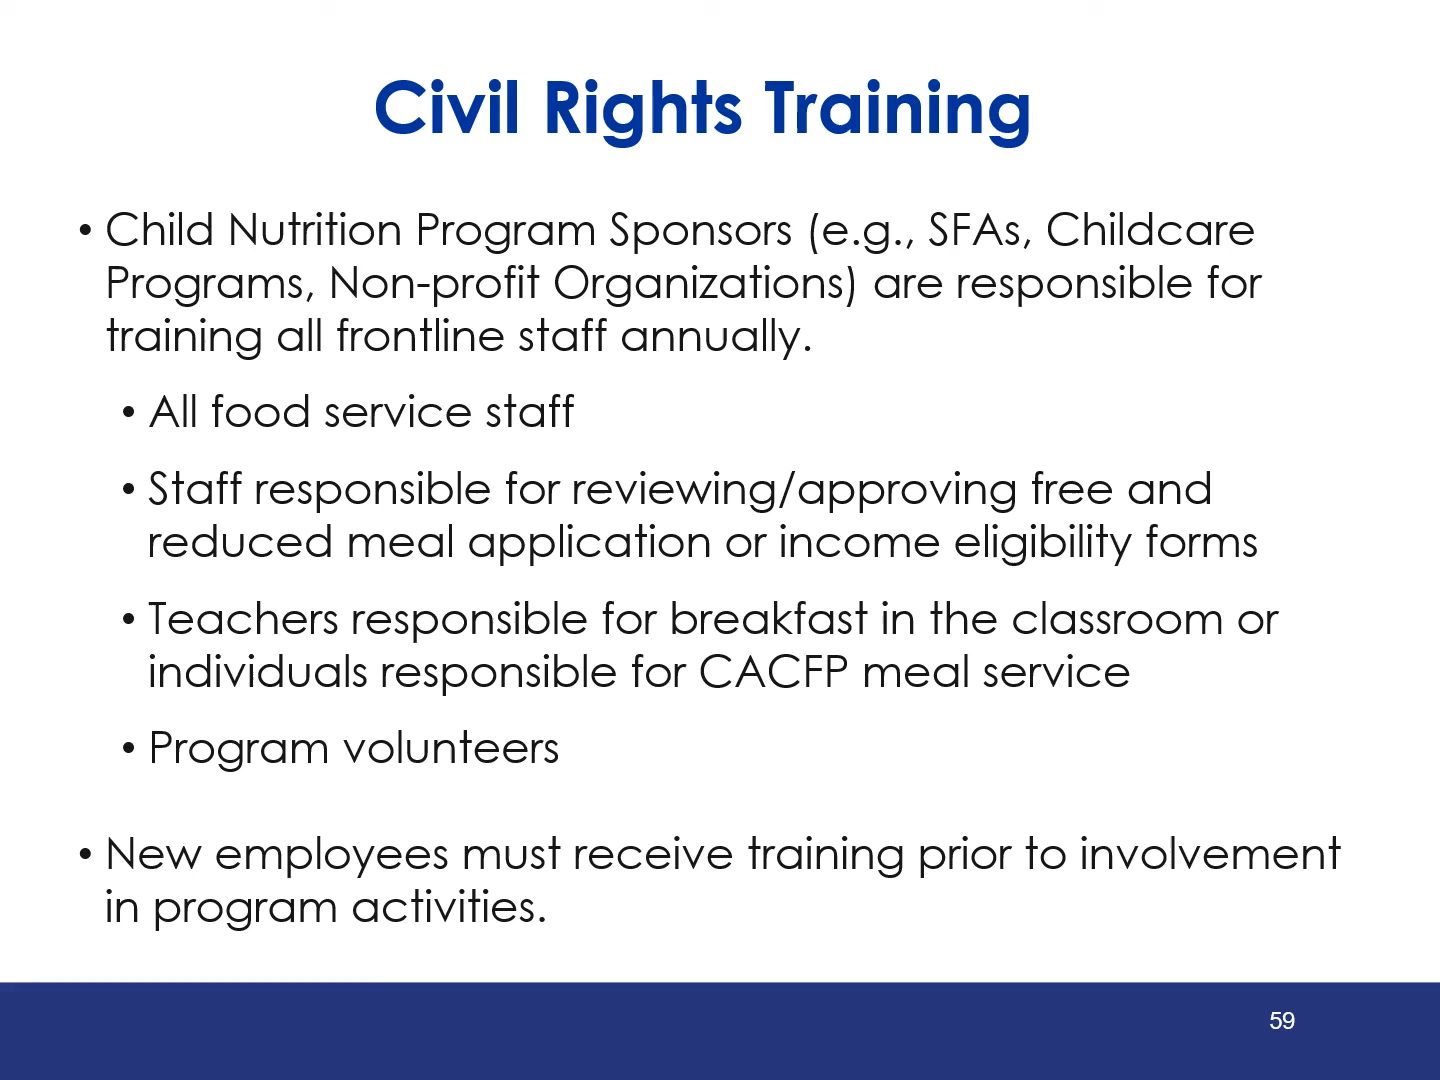 Civil Rights Training
• Child Nutrition Program Sponsors (e.g., SFAs, Childcare
Programs, Non-profit Organizations) are responsible for
training all frontline staff annually.
• All food service staff
• Staff responsible for reviewing/approving free and
reduced meal application or income eligibility forms
• Teachers responsible for breakfast in the classroom or
individuals responsible for CACFP meal service
• Program volunteers
• New employees must receive training prior to involvement
in program activities.
59